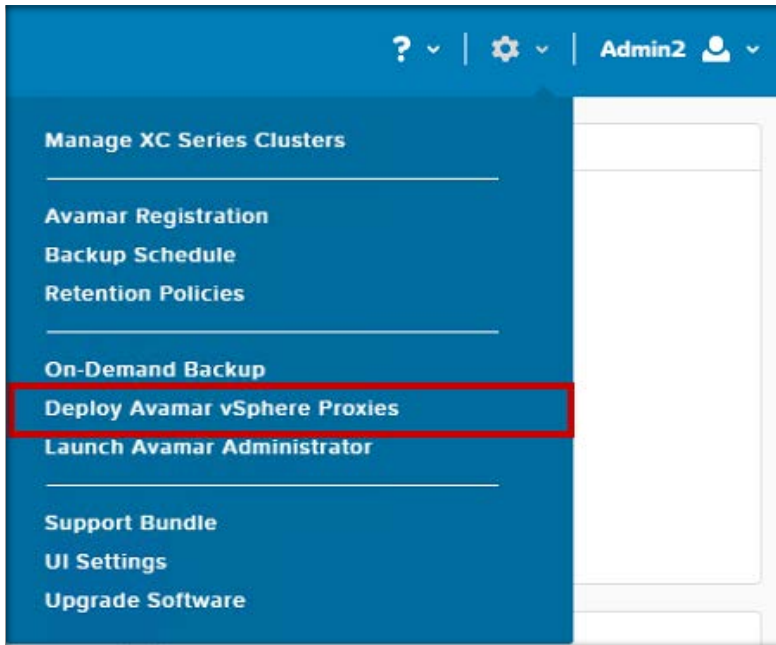 ? Admin2
Manage XC Series Clusters
Avamar Registration
Backup Schedule
Retention Policies
On-Demand Backup
Deploy Avamar vSphere Proxies
Launch Avamar Administrator
Support Bundle
UI Settings
Upgrade Software